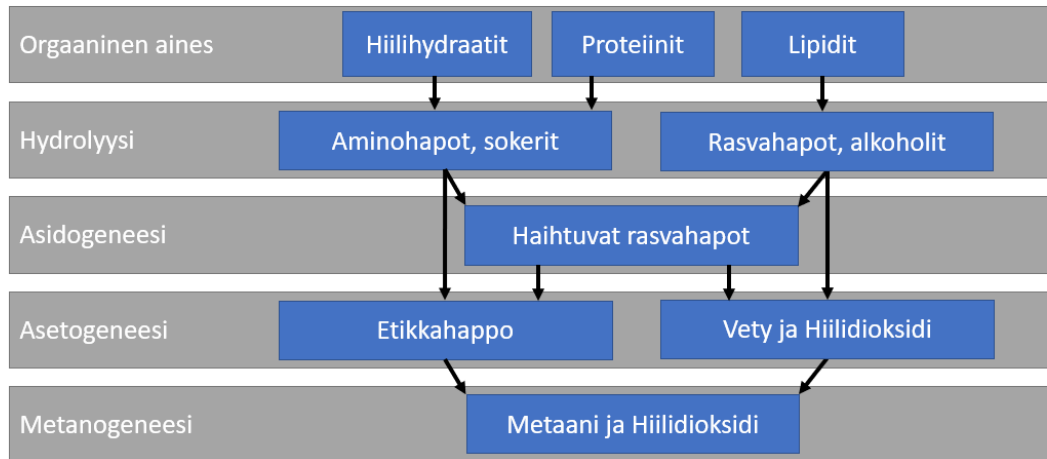 Orgaaninen aines
Hiilihydraatit
Proteiinit
Lipidit
Hydrolyysi
Aminohapot, sokerit
Rasvahapot, alkoholit
Asidogeneesi
Haihtuvat rasvahapot
Asetogeneesi
Etikkahappo
Vety ja Hiilidioksidi
Metanogeneesi
Metaani ja Hiilidioksidi